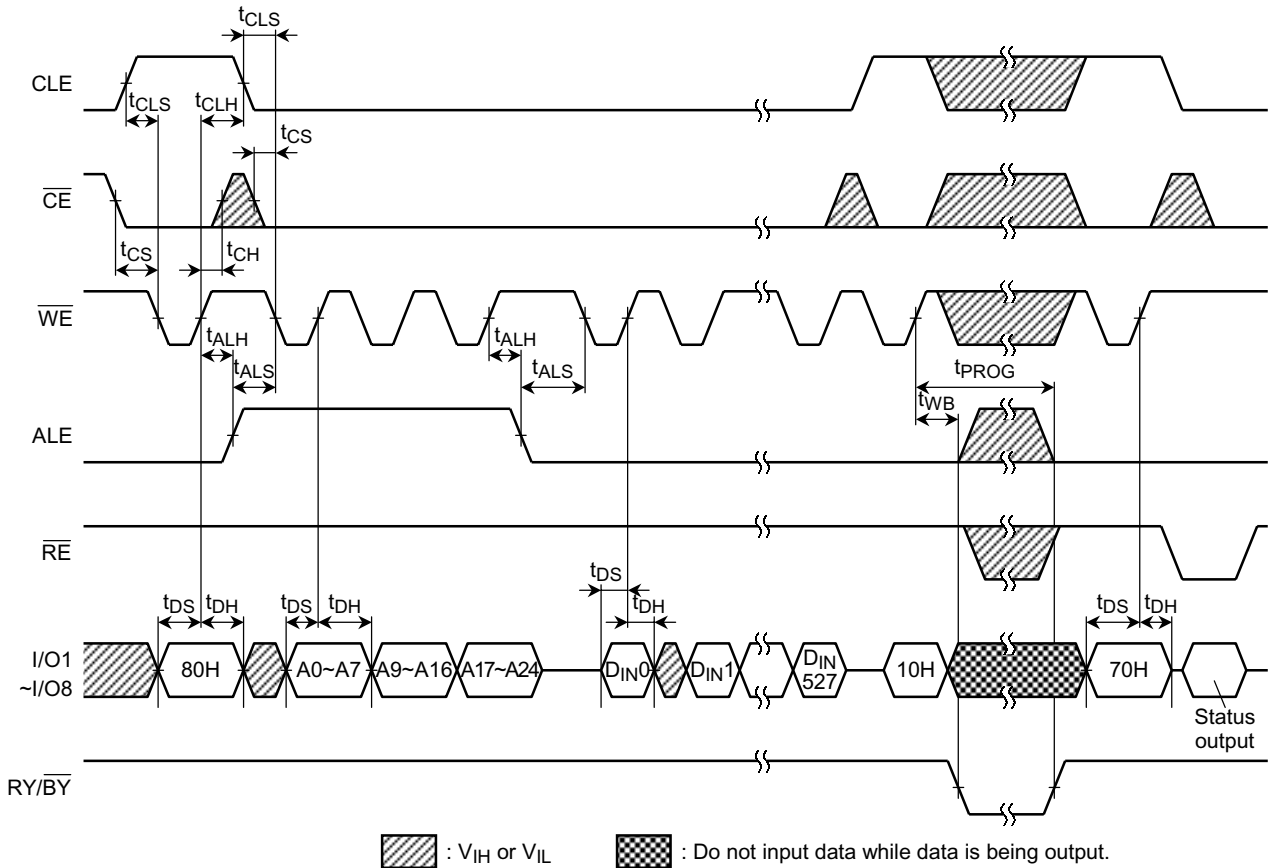 tCLS
CLE
tCLS tCLH
tCS
CE
tCS tCH
WE
tALH tALH
tALS tALS tPROG
tWB
ALE
RE
tDS
tDS tDH tDS tDH tDH tDS tDH
I/O1
~I/O8
80H A0~A7 A9~A16 A17~A24 DIN0 DIN1 DIN
527 10H 70H
Status
output
RY/BY
: VIH or VIL : Do not input data while data is being output.